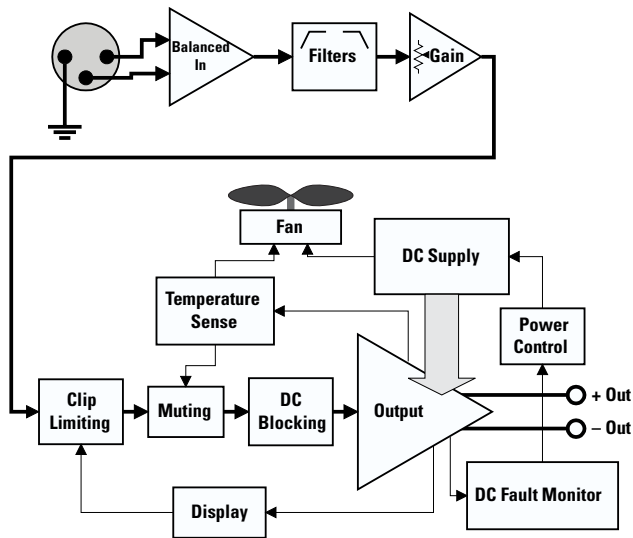 Balanced
In
Filters
Gain
Fan
DC Supply
Temperature
Sense
Power
Control
Clip
Limiting
Muting
DC
Blocking
Output
+ Out
– Out
Display
DC Fault Monitor